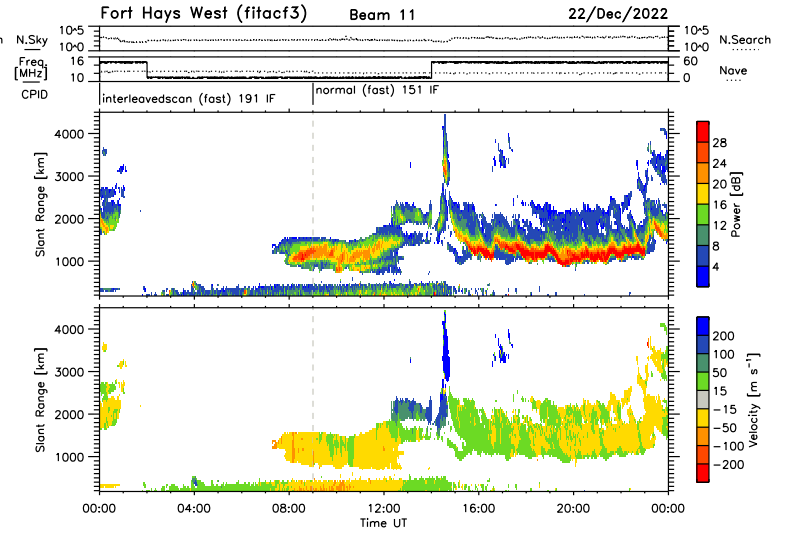 Fort Hays West (fitacf3) Beam 11 22/Dec/2022
n N.Sky 10^5 10^5 N.Search
10^0 10^0
Freq. 16 60 Nave
[MHz] 10 0
CPID interleavedscan (fast) 191 IF normal (fast) 151 IF
Slant Range [km]
4000
3000
2000
1000
28
24
20
16
12
8
4
Power [dB]
Slant Range [km]
4000
3000
2000
1000
200
100
50
15
-15
-50
-100
-200
Velocity [m s^-1]
00:00 04:00 08:00 12:00 16:00 20:00 00:00
Time UT